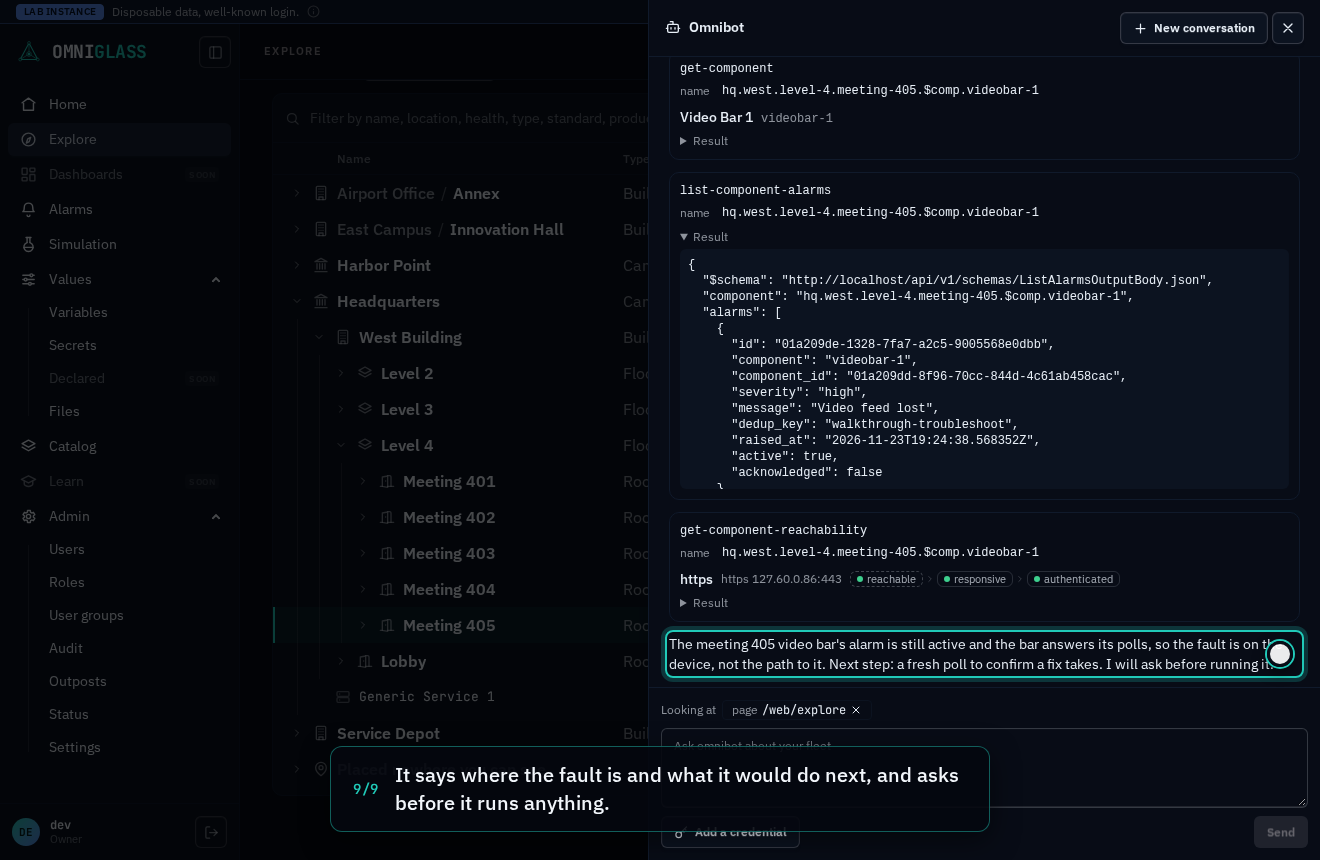 LAB INSTANCE Disposable data, well-known login.
OMNIGLASS
Home
Explore
Dashboards SOON
Alarms
Simulation
Values
Variables
Secrets
Declared SOON
Files
Catalog
Learn SOON
Admin
Users
Roles
User groups
Audit
Outposts
Status
Settings
DE dev
Owner
EXPLORE
Filter by name, location, health, type, standard, produ
Name Type
Airport Office / Annex Buil
East Campus / Innovation Hall Buil
Harbor Point Cam
Headquarters Cam
West Building Buil
Level 2 Floo
Level 3 Floo
Level 4 Floo
Meeting 401 Roo
Meeting 402 Roo
Meeting 403 Roo
Meeting 404 Roo
Meeting 405 Roo
Lobby Roo
Generic Service 1
Service Depot Buil
Placed
Omnibot
New conversation
get-component
name hq.west.level-4.meeting-405.$comp.videobar-1
Video Bar 1 videobar-1
Result
list-component-alarms
name hq.west.level-4.meeting-405.$comp.videobar-1
Result
{
"$schema": "http://localhost/api/v1/schemas/ListAlarmsOutputBody.json",
"component": "hq.west.level-4.meeting-405.$comp.videobar-1",
"alarms": [
{
"id": "01a209de-1328-7fa7-a2c5-9005568e0dbb",
"component": "videobar-1",
"component_id": "01a209dd-8f96-70cc-844d-4c61ab458cac",
"severity": "high",
"message": "Video feed lost",
"dedup_key": "walkthrough-troubleshoot",
"raised_at": "2026-11-23T19:24:38.568352Z",
"active": true,
"acknowledged": false
}
get-component-reachability
name hq.west.level-4.meeting-405.$comp.videobar-1
https https 127.60.0.86:443 reachable › responsive › authenticated
Result
The meeting 405 video bar's alarm is still active and the bar answers its polls, so the fault is on th
device, not the path to it. Next step: a fresh poll to confirm a fix takes. I will ask before running it.
Looking at page /web/explore
Ask omnibot about your fleet
Add a credential
Send
9/9 It says where the fault is and what it would do next, and asks
before it runs anything.